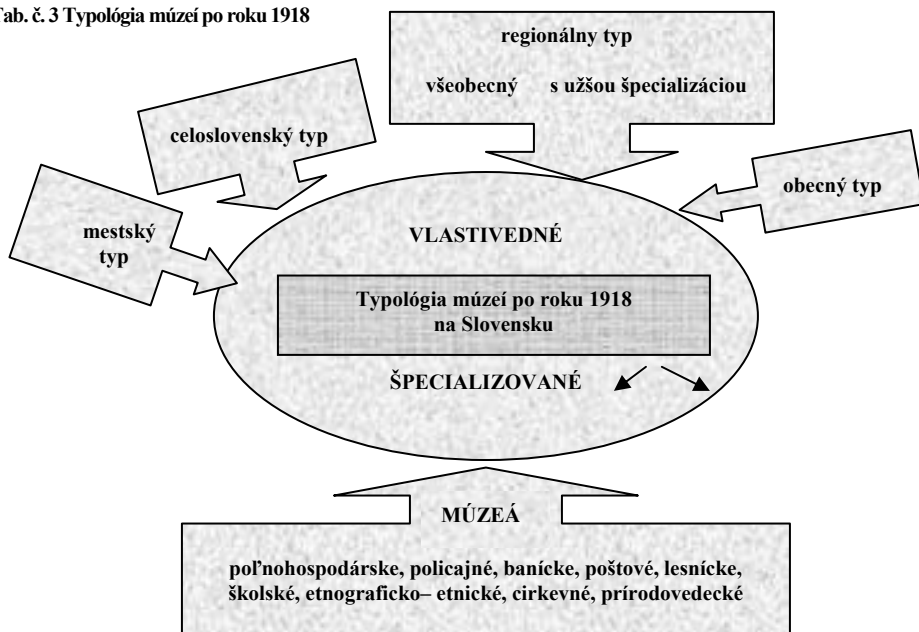 Tab. č. 3 Typológia múzeí po roku 1918
regionálny typ
všeobecný s užšou špecializáciou
celoslovenský typ
obecný typ
mestský
typ
VLASTIVEDNÉ
Typológia múzeí po roku 1918
na Slovensku
ŠPECIALIZOVANÉ
MÚZEÁ
poľnohospodárske, policajné, banícke, poštové, lesnícke,
školské, etnograficko– etnické, cirkevné, prírodovedecké